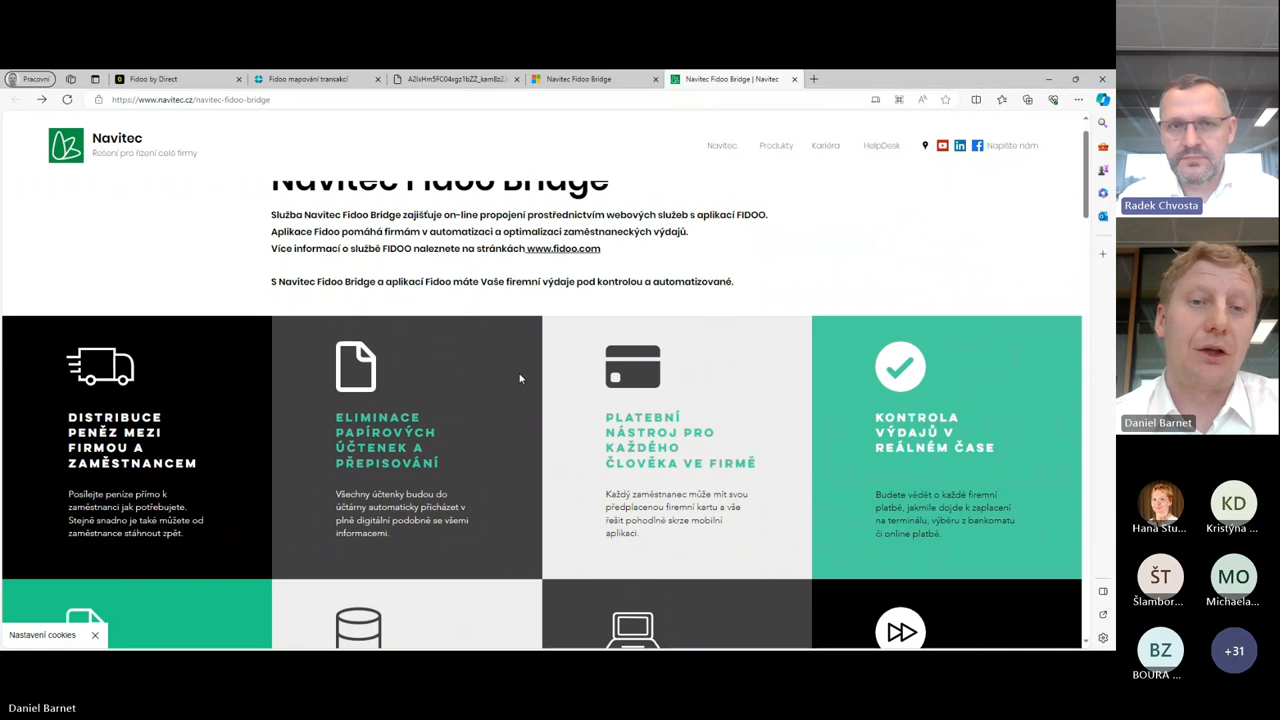 Pracovní
Fidoo by Direct
Fidoo mapování transakcí
Navitec Fidoo Bridge
Navitec Fidoo Bridge | Navitec
https://www.navitec.cz/navitec-fidoo-bridge
Navitec
Řešení pro řízení celé firmy
Navitec
Produkty
Kariéra
HelpDesk
Napište nám
Navitec Fidoo Bridge
Služba Navitec Fidoo Bridge zajišťuje on-line propojení prostřednictvím webových služeb s aplikací FIDOO.
Aplikace Fidoo pomáhá firmám v automatizaci a optimalizaci zaměstnaneckých výdajů.
Více informací o službě FIDOO naleznete na stránkách www.fidoo.com
S Navitec Fidoo Bridge a aplikací Fidoo máte Vaše firemní výdaje pod kontrolou a automatizované.
DISTRIBUCE
PENĚZ MEZI
FIRMOU A
ZAMĚSTNANCEM
Posílejte peníze přímo k
zaměstnanci jak potřebujete.
Stejně snadno je také můžete od
zaměstnance stáhnout zpět.
ELIMINACE
PAPÍROVÝCH
ÚČTENEK A
PŘEPISOVÁNÍ
Všechny účtenky budou do
účtárny automaticky přicházet v
plně digitální podobně se všemi
informacemi.
PLATEBNÍ
NÁSTROJ PRO
KAŽDÉHO
ČLOVĚKA VE FIRMĚ
Každý zaměstnanec může mít svou
předplacenou firemní kartu a vše
řešit pohodlně skrze mobilní
aplikaci.
KONTROLA
VÝDAJŮ V
REÁLNÉM ČASE
Budete vědět o každé firemní
platbě, jakmile dojde k zaplacení
na terminálu, výběru z bankomatu
či online platbě.
Nastavení cookies
Radek Chvosta
Daniel Barnet
Hana Stu...
KD
Kristýna ...
ŠT
Šlambor...
MO
Michaela...
BZ
BOURA ...
+31
Daniel Barnet